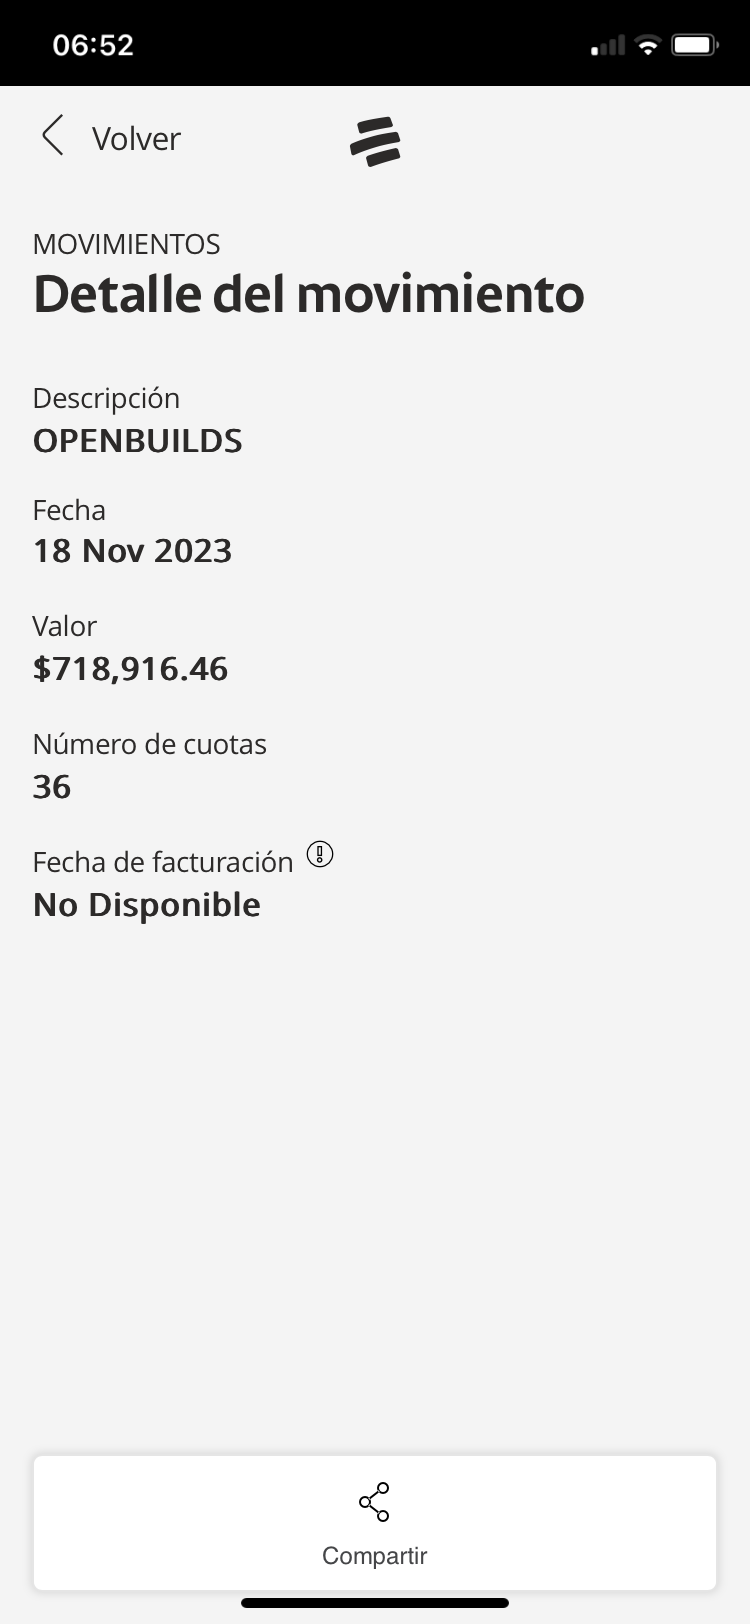 06:52
Volver
MOVIMIENTOS
Detalle del movimiento
Descripción
OPENBUILDS
Fecha
18 Nov 2023
Valor
$718,916.46
Número de cuotas
36
Fecha de facturación
No Disponible
Compartir